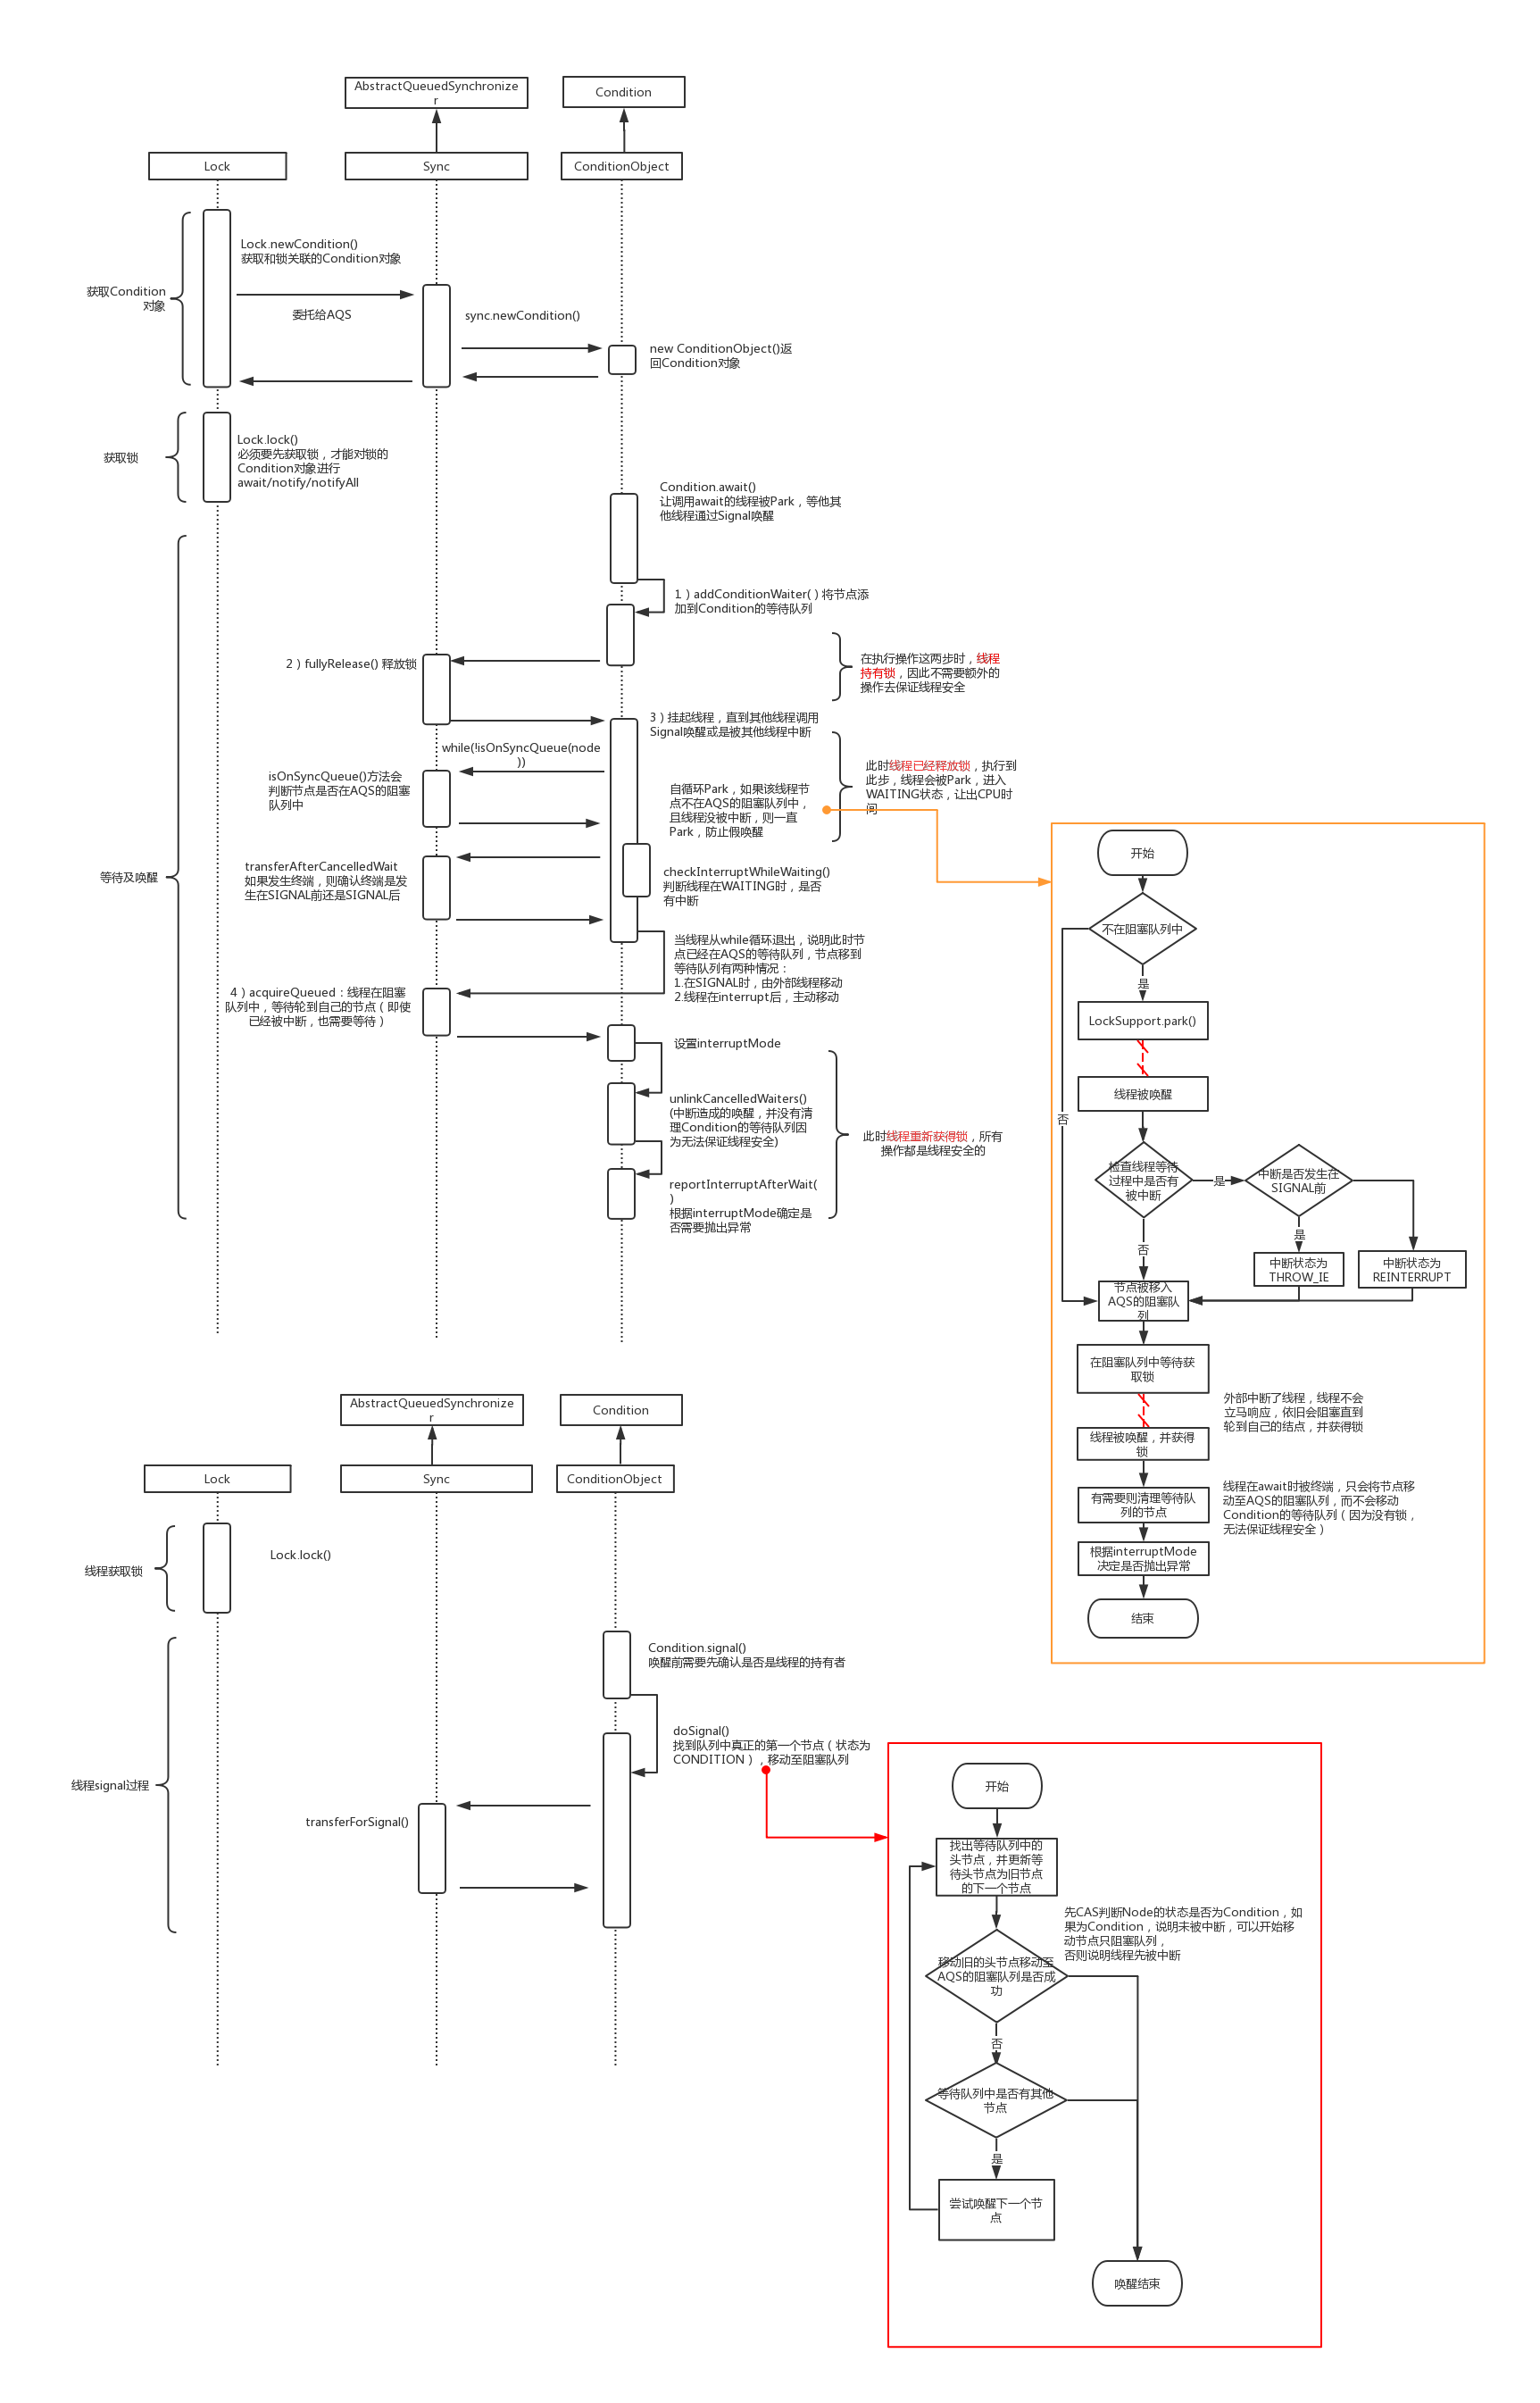 AbstractQueuedSynchronize
r
Condition
Lock
Sync
ConditionObject
Lock.newCondition()
获取和锁关联的Condition对象
获取Condition
对象
委托给AQS
sync.newCondition()
new ConditionObject()返
回Condition对象
获取锁
Lock.lock()
必须要先获取锁，才能对锁的
Condition对象进行
await/notify/notifyAll
Condition.await()
让调用await的线程被Park，等他其
他线程通过Signal唤醒
1）addConditionWaiter( ) 将节点添
加到Condition的等待队列
2）fullyRelease() 释放锁
在执行操作这两步时，线程
持有锁，因此不需要额外的
操作去保证线程安全
3）挂起线程，直到其他线程调用
Signal唤醒或是被其他线程中断
while(!isOnSyncQueue(node
))
isOnSyncQueue()方法会
判断节点是否在AQS的阻塞
队列中
自循环Park，如果该线程节
点不在AQS的阻塞队列中，
且线程没被中断，则一直
Park，防止假唤醒
此时线程已经释放锁，执行到
此步，线程会被Park，进入
WAITING状态，让出CPU时
间
等待及唤醒
transferAfterCancelledWait
如果发生终端，则确认终端是发
生在SIGNAL前还是SIGNAL后
checkInterruptWhileWaiting()
判断线程在WAITING时，是否
有中断
当线程从while循环退出，说明此时节
点已经在AQS的等待队列，节点移到
等待队列有两种情况：
1.在SIGNAL时，由外部线程移动
2.线程在interrupt后，主动移动
4）acquireQueued：线程在阻塞
队列中，等待轮到自己的节点（即使
已经被中断，也需要等待）
设置interruptMode
unlinkCancelledWaiters()
(中断造成的唤醒，并没有清
理Condition的等待队列因
为无法保证线程安全)
此时线程重新获得锁，所有
操作都是线程安全的
reportInterruptAfterWait(
)
根据interruptMode确定是
否需要抛出异常
开始
不在阻塞队列中
是
LockSupport.park()
线程被唤醒
否
检查线程等待
过程中是否有
被中断
是
中断是否发生在
SIGNAL前
否
是
中断状态为
THROW_IE
中断状态为
REINTERRUPT
节点被移入
AQS的阻塞队
列
在阻塞队列中等待获
取锁
外部中断了线程，线程不会
立马响应，依旧会阻塞直到
轮到自己的结点，并获得锁
线程被唤醒，并获得
锁
有需要则清理等待队
列的节点
线程在await时被终端，只会将节点移
动至AQS的阻塞队列，而不会移动
Condition的等待队列（因为没有锁，
无法保证线程安全）
根据interruptMode
决定是否抛出异常
结束
AbstractQueuedSynchronize
r
Condition
Lock
Sync
ConditionObject
线程获取锁
Lock.lock()
Condition.signal()
唤醒前需要先确认是否是线程的持有者
doSignal()
找到队列中真正的第一个节点（状态为
CONDITION），移动至阻塞队列
线程signal过程
transferForSignal()
开始
找出等待队列中的
头节点，并更新等
待头节点为旧节点
的下一个节点
先CAS判断Node的状态是否为Condition，如
果为Condition，说明未被中断，可以开始移
动节点只阻塞队列，
否则说明线程先被中断
移动旧的头节点移动至
AQS的阻塞队列是否成
功
否
等待队列中是否有其他
节点
是
尝试唤醒下一个节
点
唤醒结束